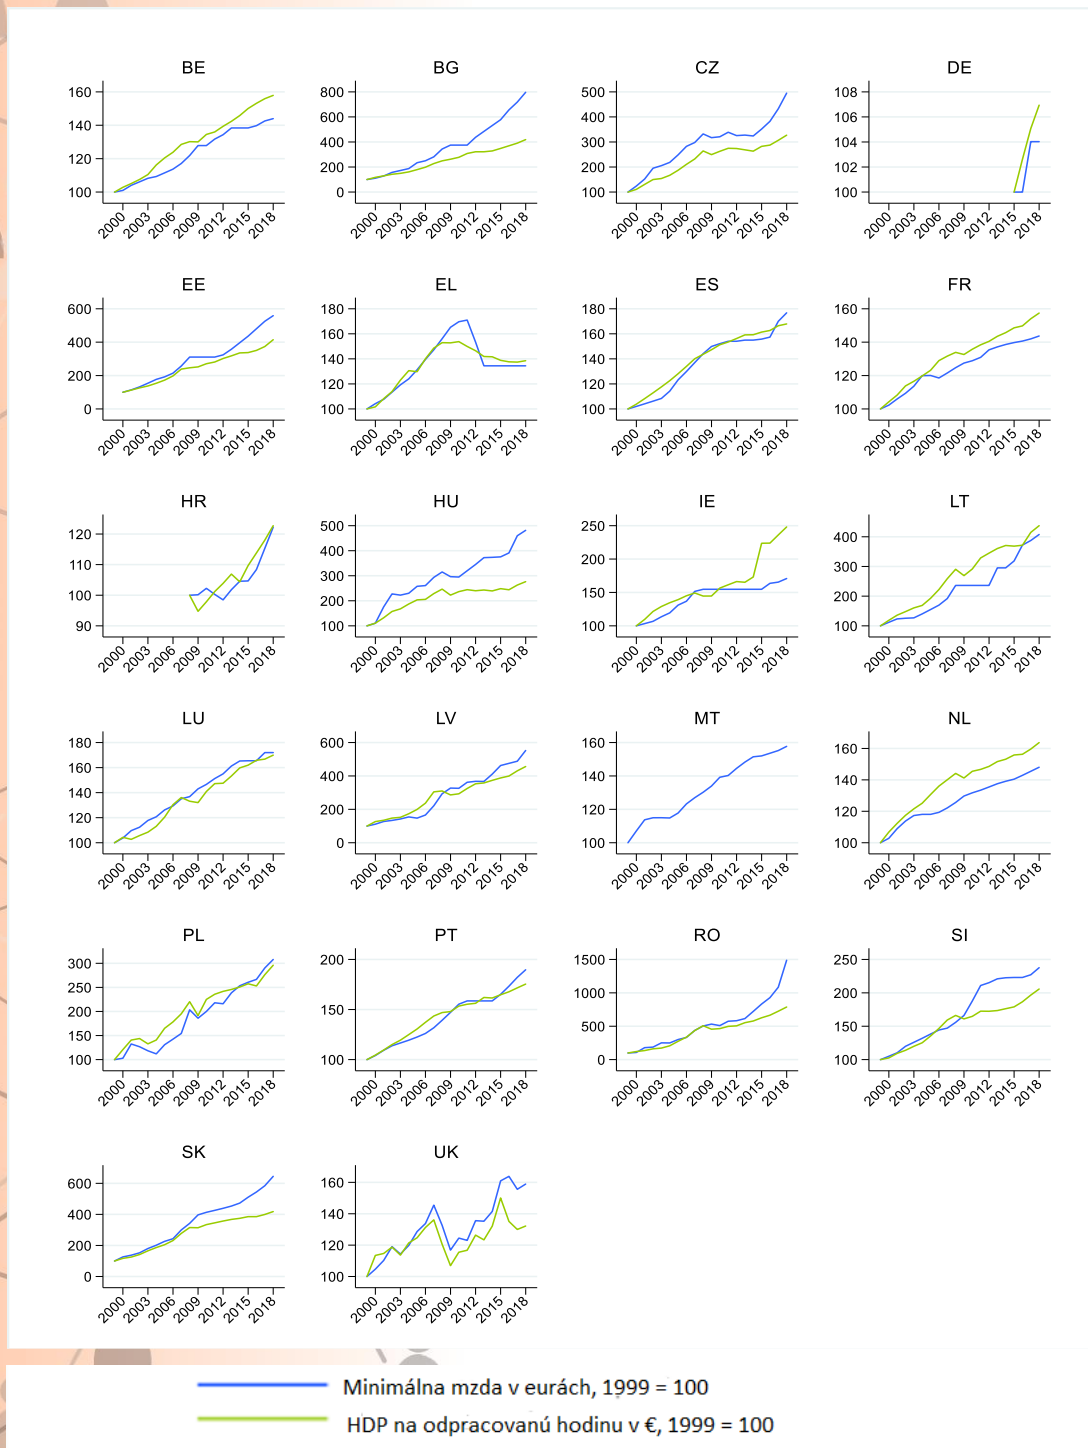 BE BG CZ DE
160 140 120 100
2000 2003 2006 2009 2012 2015 2018
800 600 400 200 0
2000 2003 2006 2009 2012 2015 2018
500 400 300 200 100
2000 2003 2006 2009 2012 2015 2018
108 106 104 102 100
2000 2003 2006 2009 2012 2015 2018
EE EL ES FR
600 400 200 0
2000 2003 2006 2009 2012 2015 2018
180 160 140 120 100
2000 2003 2006 2009 2012 2015 2018
180 160 140 120 100
2000 2003 2006 2009 2012 2015 2018
160 140 120 100
2000 2003 2006 2009 2012 2015 2018
HR HU IE LT
120 110 100 90
2000 2003 2006 2009 2012 2015 2018
500 400 300 200 100
2000 2003 2006 2009 2012 2015 2018
250 200 150 100
2000 2003 2006 2009 2012 2015 2018
400 300 200 100
2000 2003 2006 2009 2012 2015 2018
LU LV MT NL
180 160 140 120 100
2000 2003 2006 2009 2012 2015 2018
600 400 200 0
2000 2003 2006 2009 2012 2015 2018
160 140 120 100
2000 2003 2006 2009 2012 2015 2018
160 140 120 100
2000 2003 2006 2009 2012 2015 2018
PL PT RO SI
300 250 200 150 100
2000 2003 2006 2009 2012 2015 2018
200 150 100
2000 2003 2006 2009 2012 2015 2018
1500 1000 500 0
2000 2003 2006 2009 2012 2015 2018
250 200 150 100
2000 2003 2006 2009 2012 2015 2018
SK UK
600 400 200 0
2000 2003 2006 2009 2012 2015 2018
160 140 120 100
2000 2003 2006 2009 2012 2015 2018
Minimálna mzda v eurách, 1999 = 100
HDP na odpracovanú hodinu v €, 1999 = 100